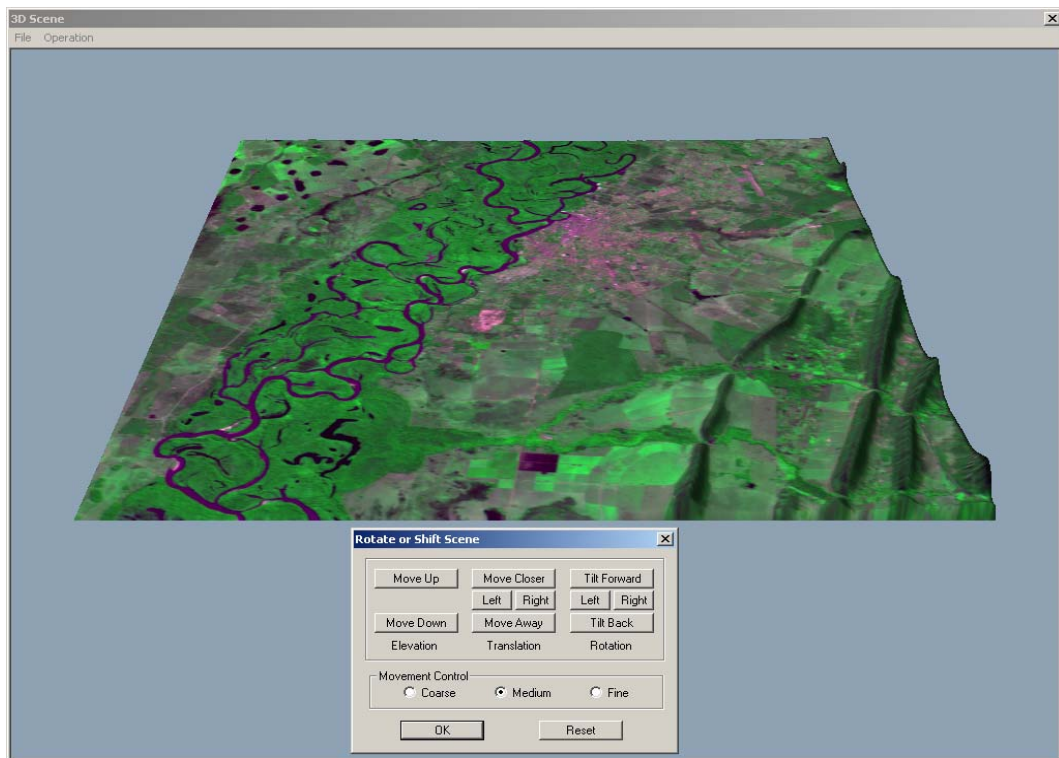 3D Scene
File Operation
Rotate or Shift Scene
Move Up Move Closer Tilt Forward
Left Right Left Right
Move Down Move Away Tilt Back
Elevation Translation Rotation
Movement Control
Coarse Medium Fine
OK Reset